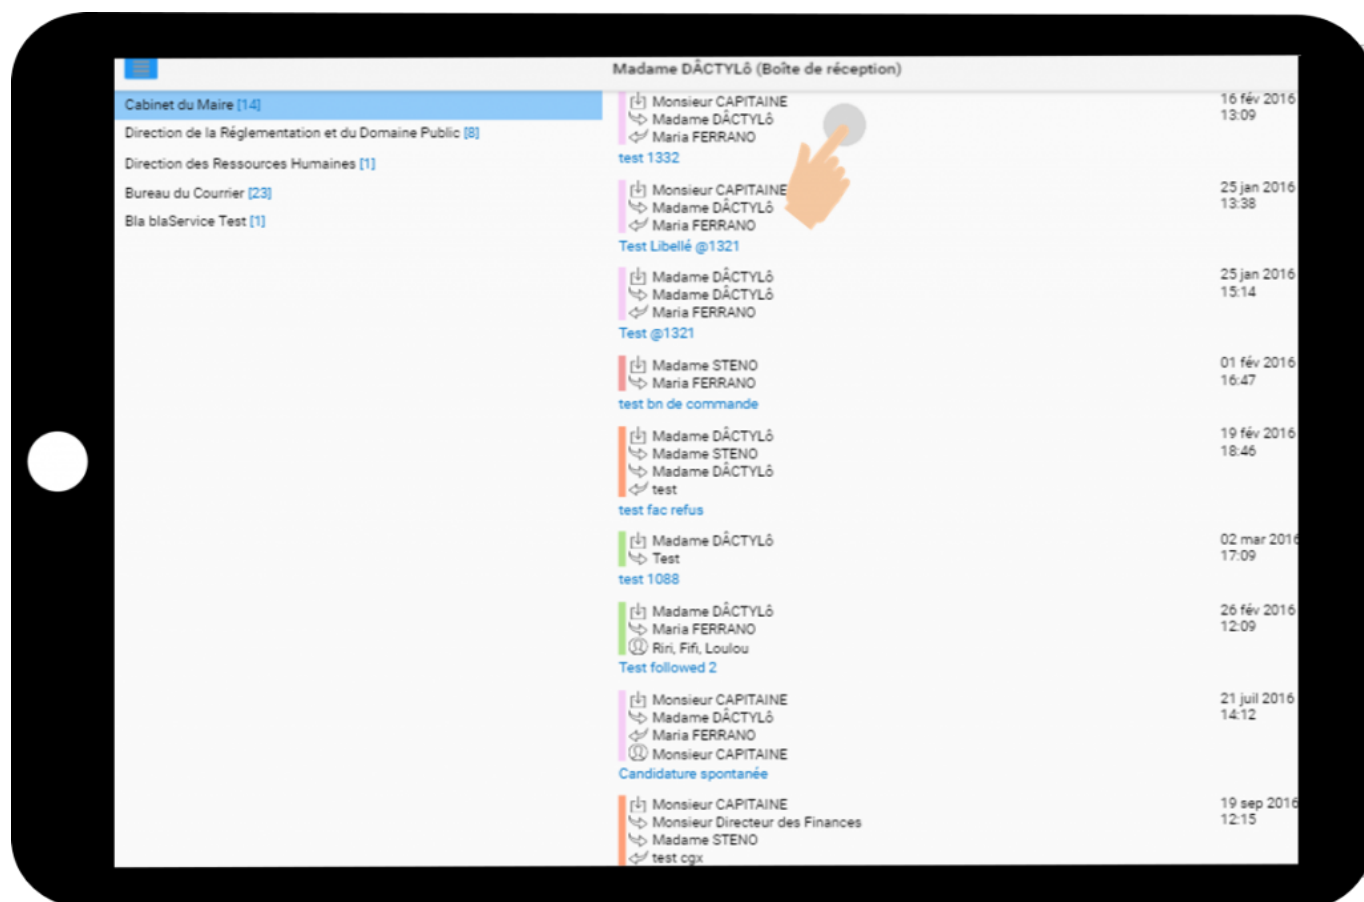 Madame DÂCTYLô (Boîte de réception)
Cabinet du Maire [14]
Direction de la Réglementation et du Domaine Public [8]
Direction des Ressources Humaines [1]
Bureau du Courrier [23]
Bla blaService Test [1]
Monsieur CAPITAINE
16 fév 2016
Madame DÂCTYLô
13:09
Maria FERRANO
test 1332
Monsieur CAPITAINE
25 jan 2016
Madame DÂCTYLô
13:38
Maria FERRANO
Test Libellé @1321
Madame DÂCTYLô
25 jan 2016
Madame DÂCTYLô
15:14
Maria FERRANO
Test @1321
Madame STENO
01 fév 2016
Maria FERRANO
16:47
test bn de commande
Madame DÂCTYLô
19 fév 2016
Madame STENO
18:46
Madame DÂCTYLô
test
test fac refus
Madame DÂCTYLô
02 mar 2016
Test
17:09
test 1088
Madame DÂCTYLô
26 fév 2016
Maria FERRANO
12:09
Riri, Fifi, Loulou
Test followed 2
Monsieur CAPITAINE
21 juil 2016
Madame DÂCTYLô
14:12
Maria FERRANO
Monsieur CAPITAINE
Candidature spontanée
Monsieur CAPITAINE
19 sep 2016
Monsieur Directeur des Finances
12:15
Madame STENO
test cgx